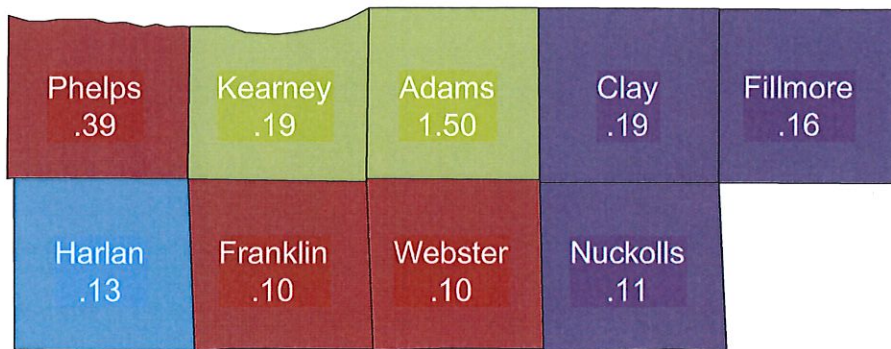 Phelps
.39
Kearney
.19
Adams
1.50
Clay
.19
Fillmore
.16
Harlan
.13
Franklin
.10
Webster
.10
Nuckolls
.11